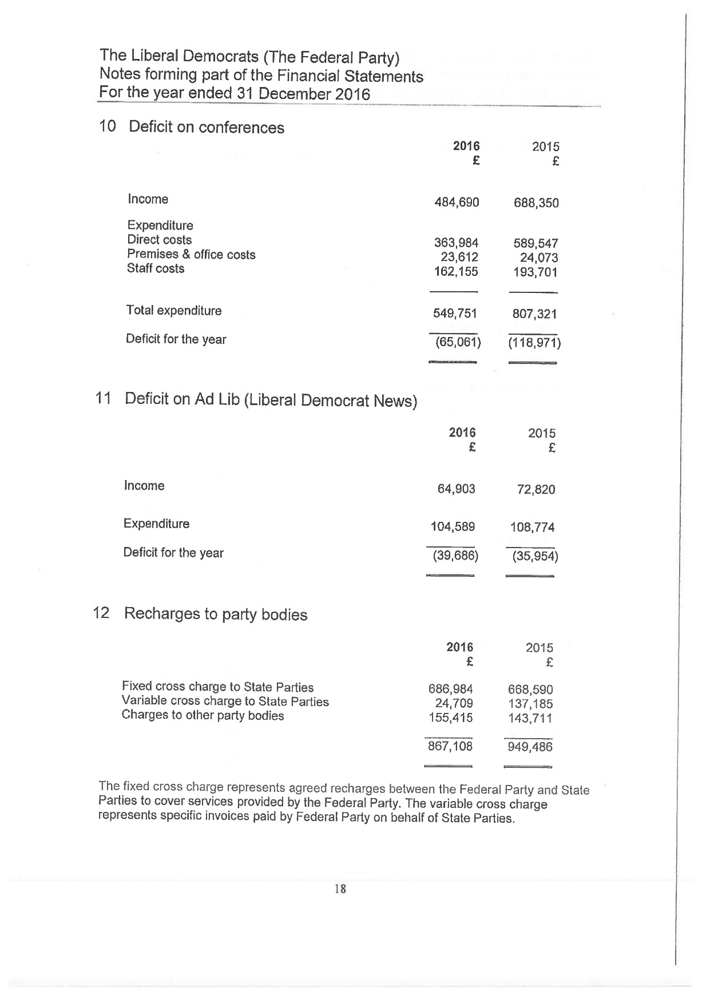 The Liberal Democrats (The Federal Party)
Notes forming part of the Financial Statements
For the year ended 31 December 2016
10 Deficit on conferences
2016 2015
£ £
Income 484,690 688,350
Expenditure
Direct costs 363,984 589,547
Premises & office costs 23,612 24,073
Staff costs 162,155 193,701
Total expenditure 549,751 807,321
Deficit for the year (65,061) (118,971)
11 Deficit on Ad Lib (Liberal Democrat News)
2016 2015
£ £
Income 64,903 72,820
Expenditure 104,589 108,774
Deficit for the year (39,686) (35,954)
12 Recharges to party bodies
2016 2015
£ £
Fixed cross charge to State Parties 686,984 668,590
Variable cross charge to State Parties 24,709 137,185
Charges to other party bodies 155,415 143,711
867,108 949,486
The fixed cross charge represents agreed recharges between the Federal Party and State
Parties to cover services provided by the Federal Party. The variable cross charge
represents specific invoices paid by Federal Party on behalf of State Parties.
18